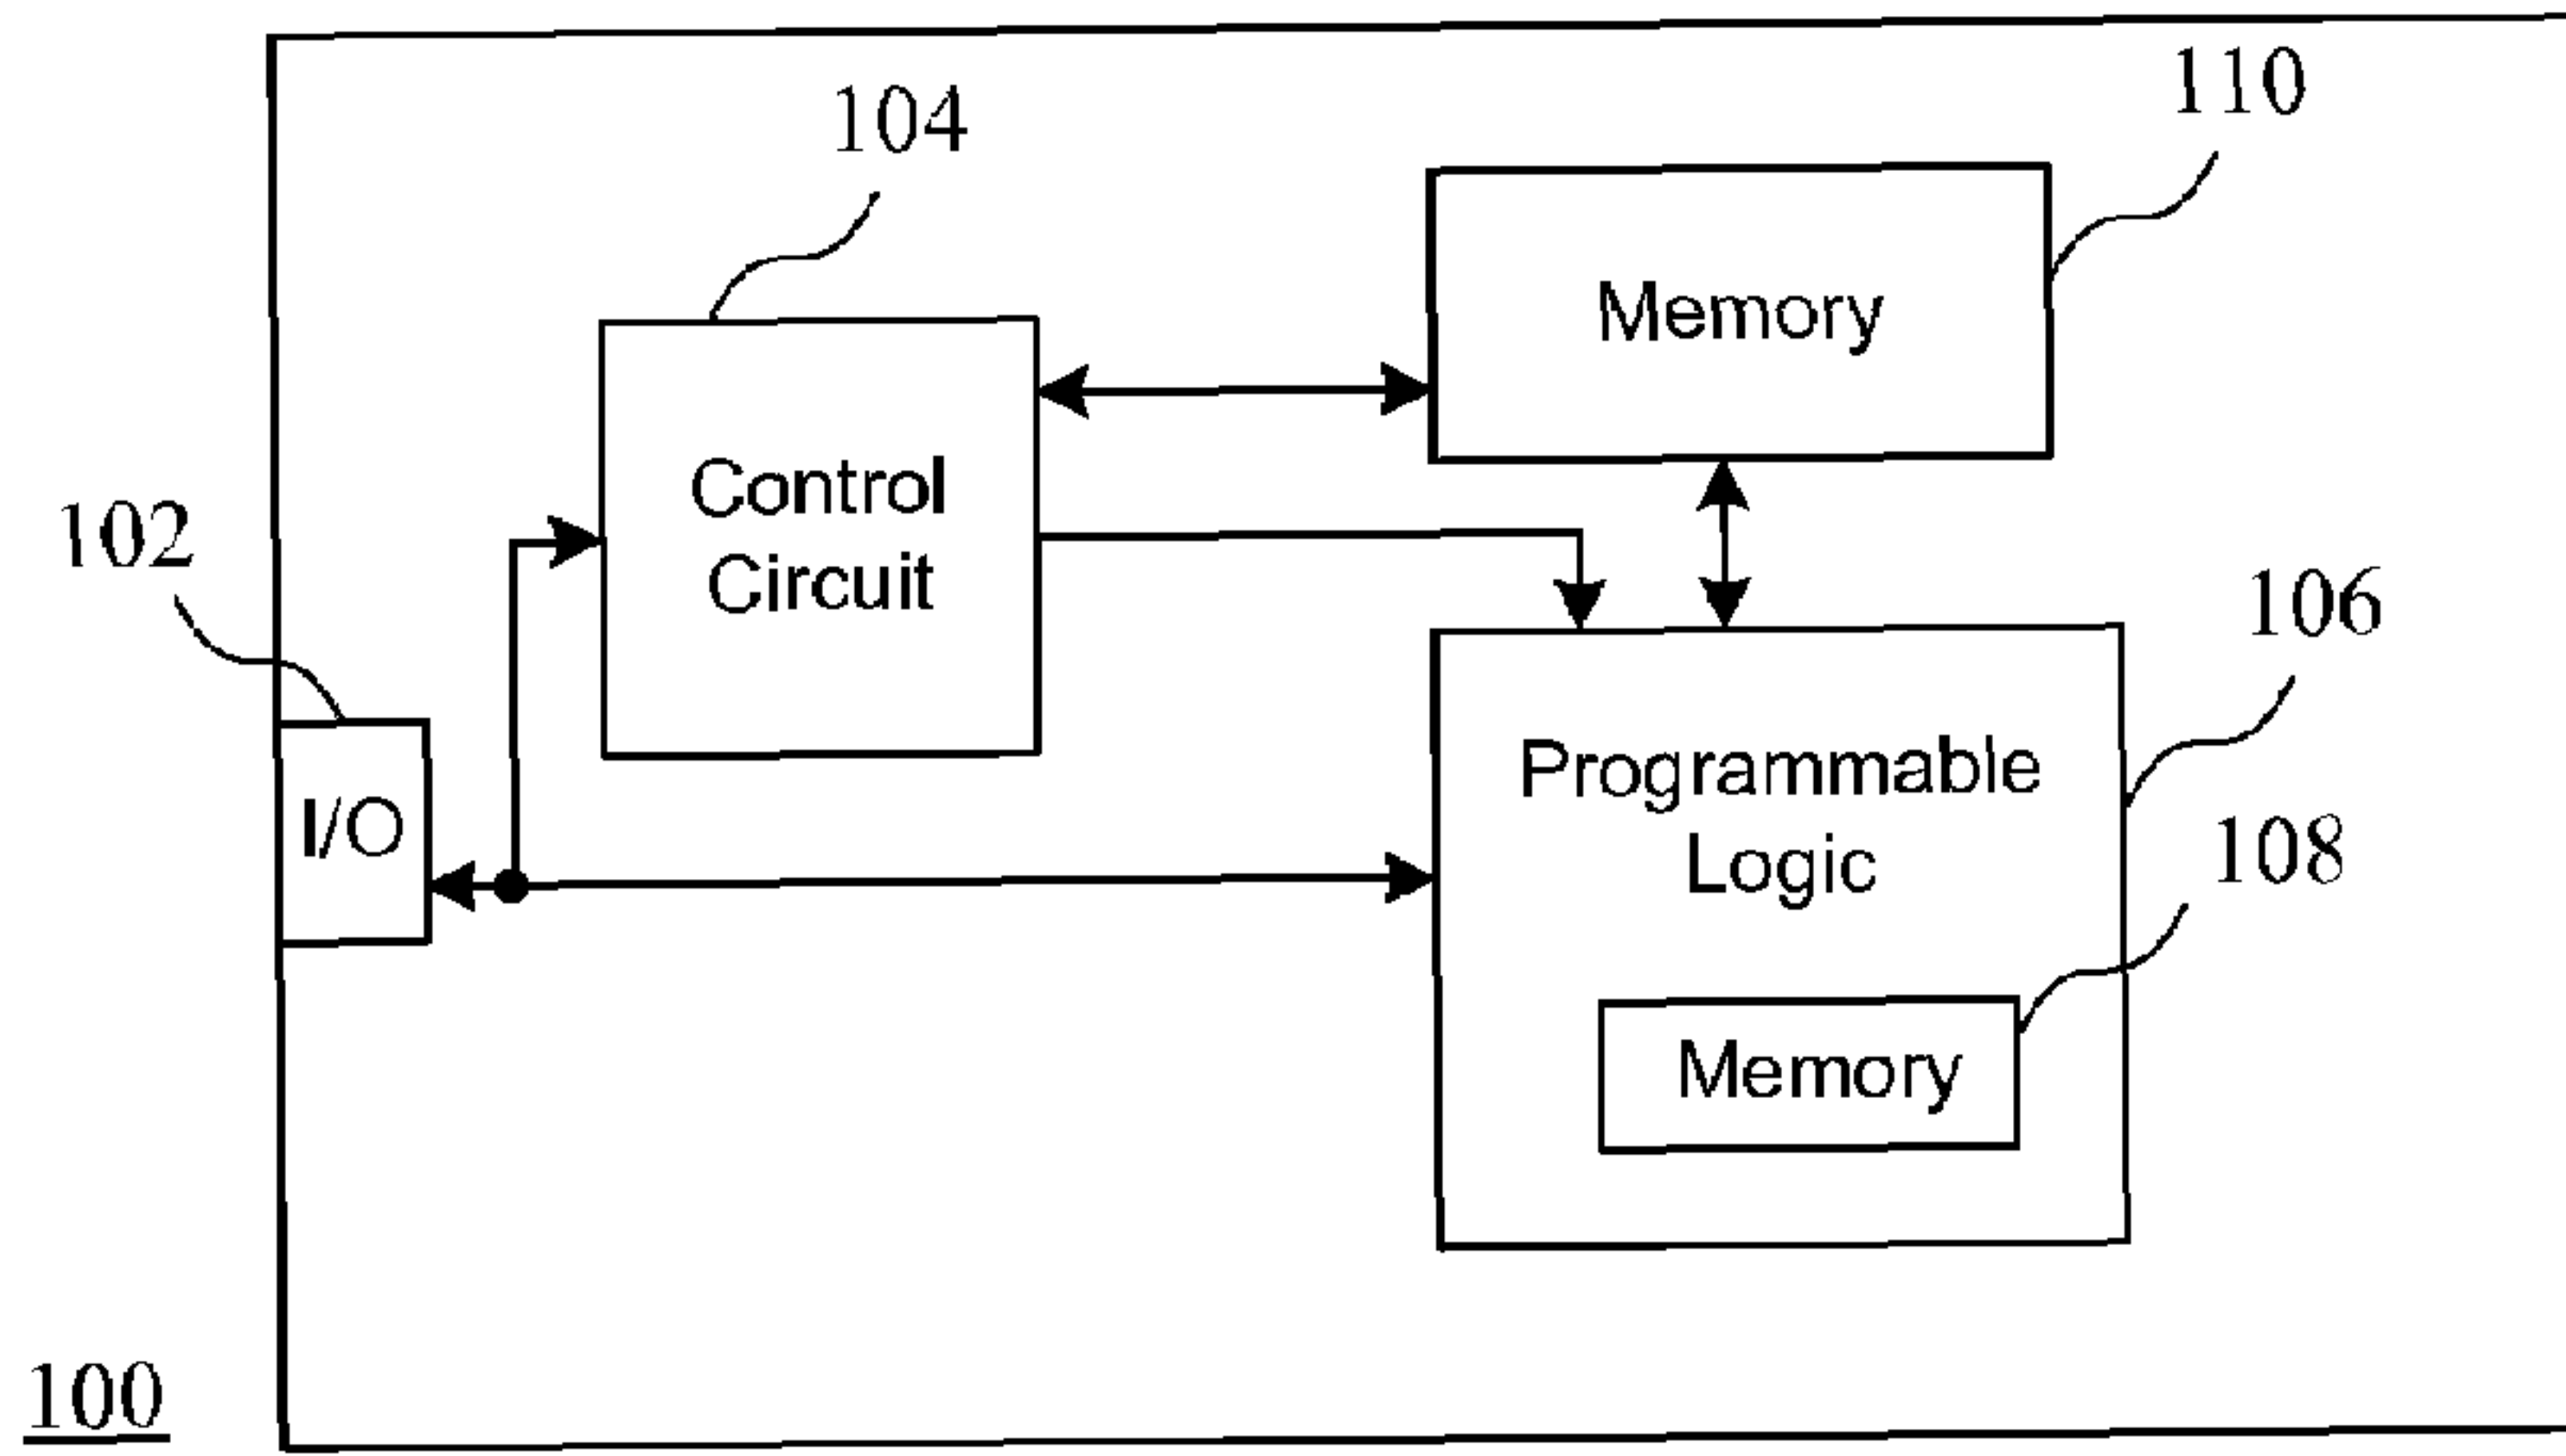 110
104
Memory
Control
Circuit
102
106
Programmable
Logic
108
I/O
Memory
100